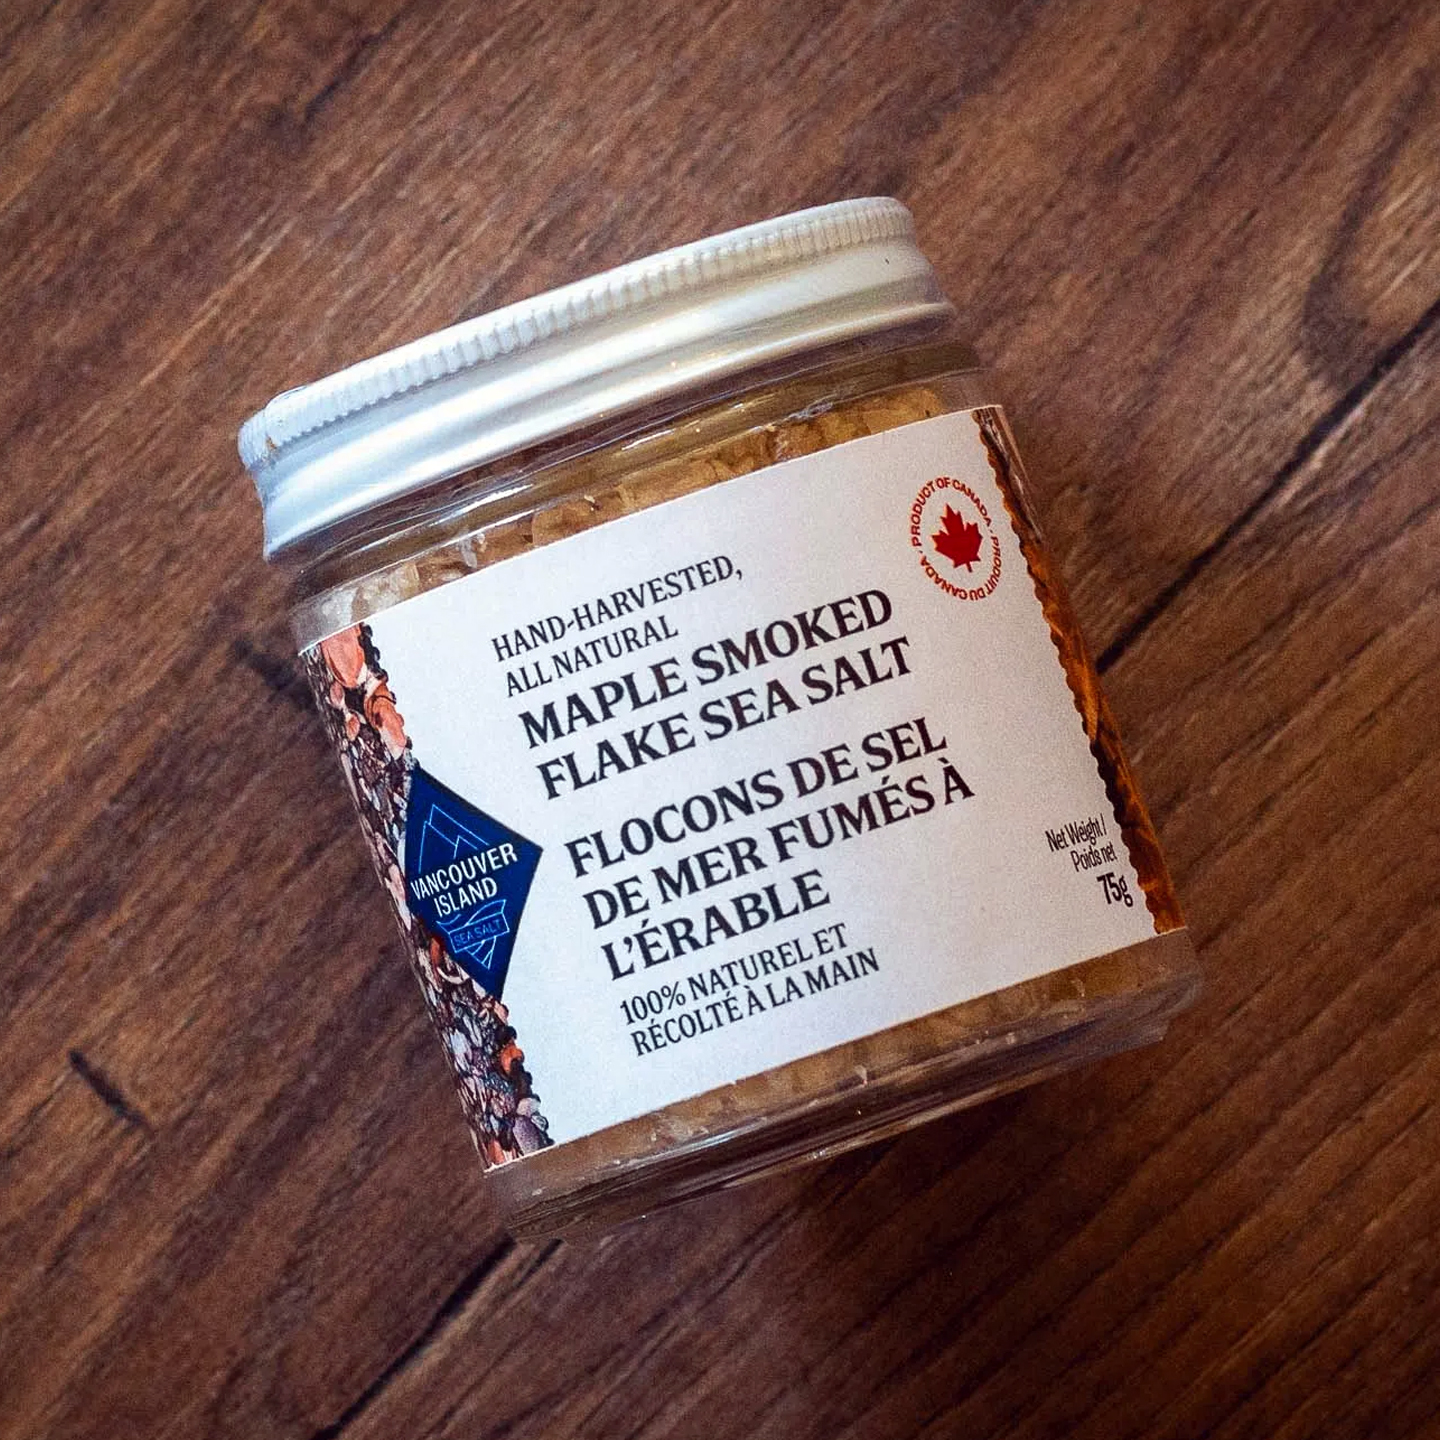 HAND-HARVESTED,
ALL NATURAL
MAPLE SMOKED
FLAKE SEA SALT
FLOCONS DE SEL
DE MER FUMÉS À
L'ÉRABLE
100% NATUREL ET
RÉCOLTÉ À LA MAIN
VANCOUVER
ISLAND
SEA SALT
PRODUCT OF CANADA · PRODUIT DU CANADA ·
Net Weight/
Poids net
75g